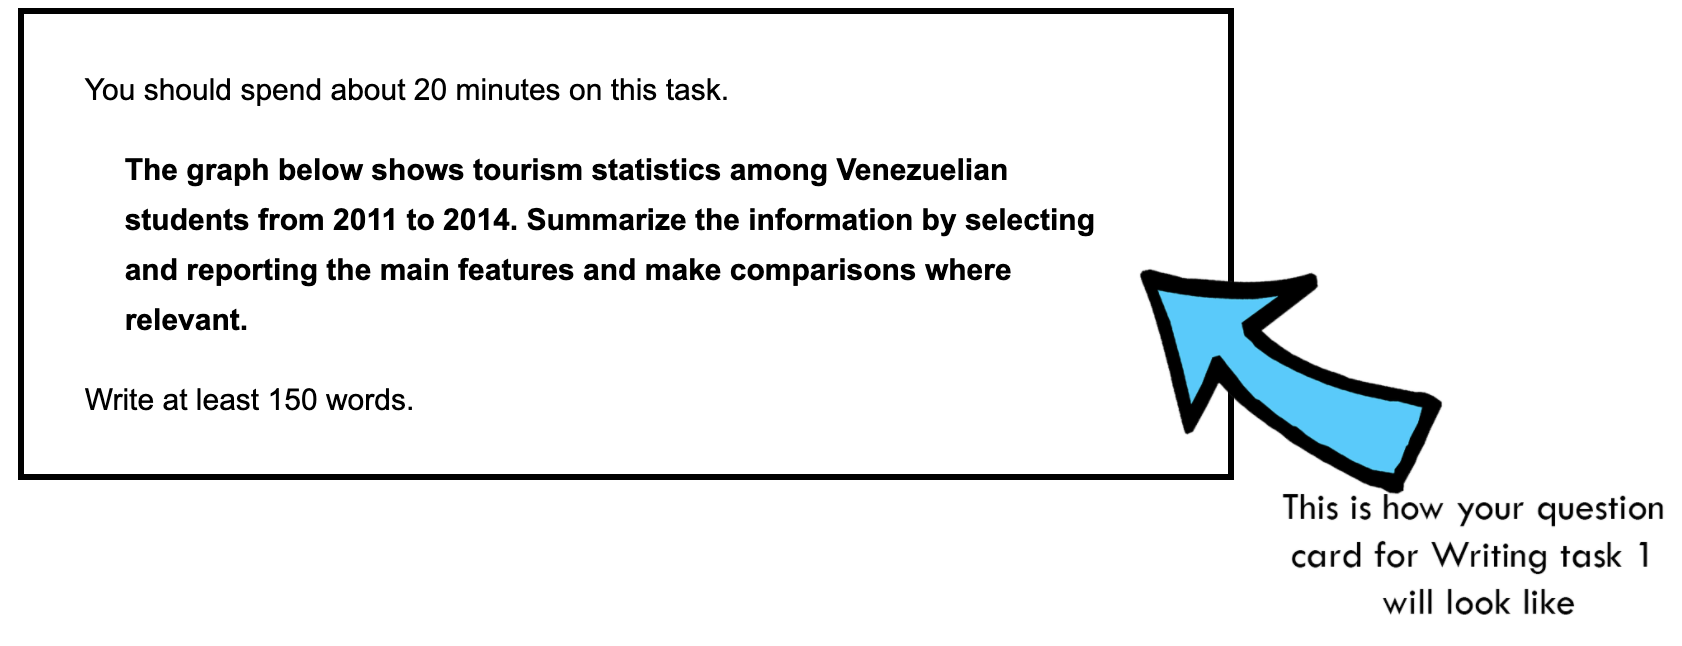 You should spend about 20 minutes on this task.
The graph below shows tourism statistics among Venezuelian
students from 2011 to 2014. Summarize the information by selecting
and reporting the main features and make comparisons where
relevant.
Write at least 150 words.
This is how your question
card for Writing task 1
will look like